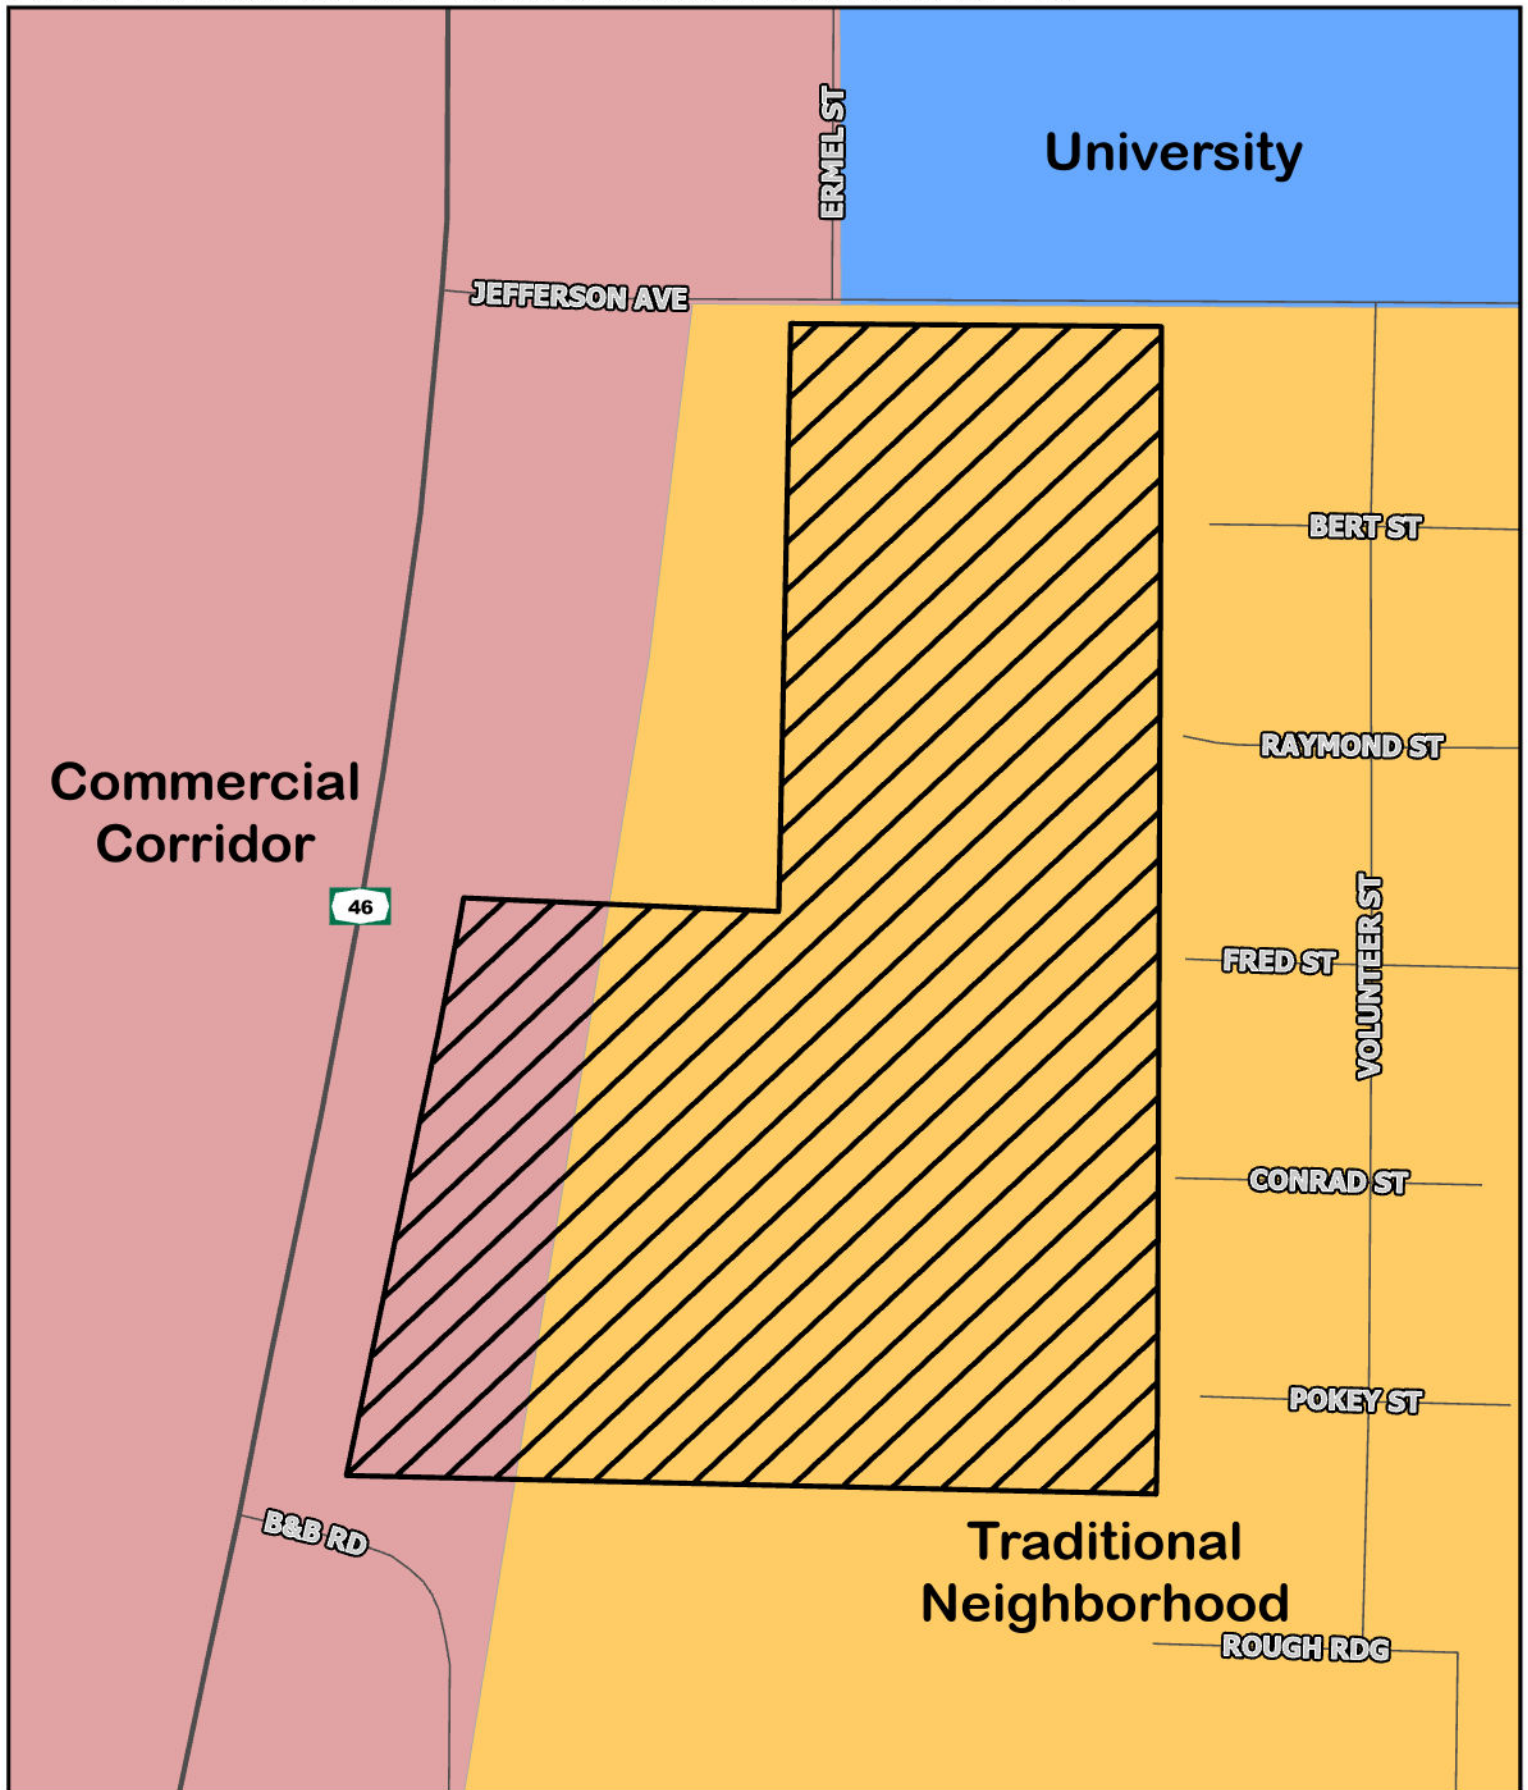 ERMEL ST
University
JEFFERSON AVE
BERT ST
RAYMOND ST
Commercial
Corridor
46
VOLUNTEER ST
FRED ST
CONRAD ST
POKEY ST
B&B RD
Traditional
Neighborhood
ROUGH RDG